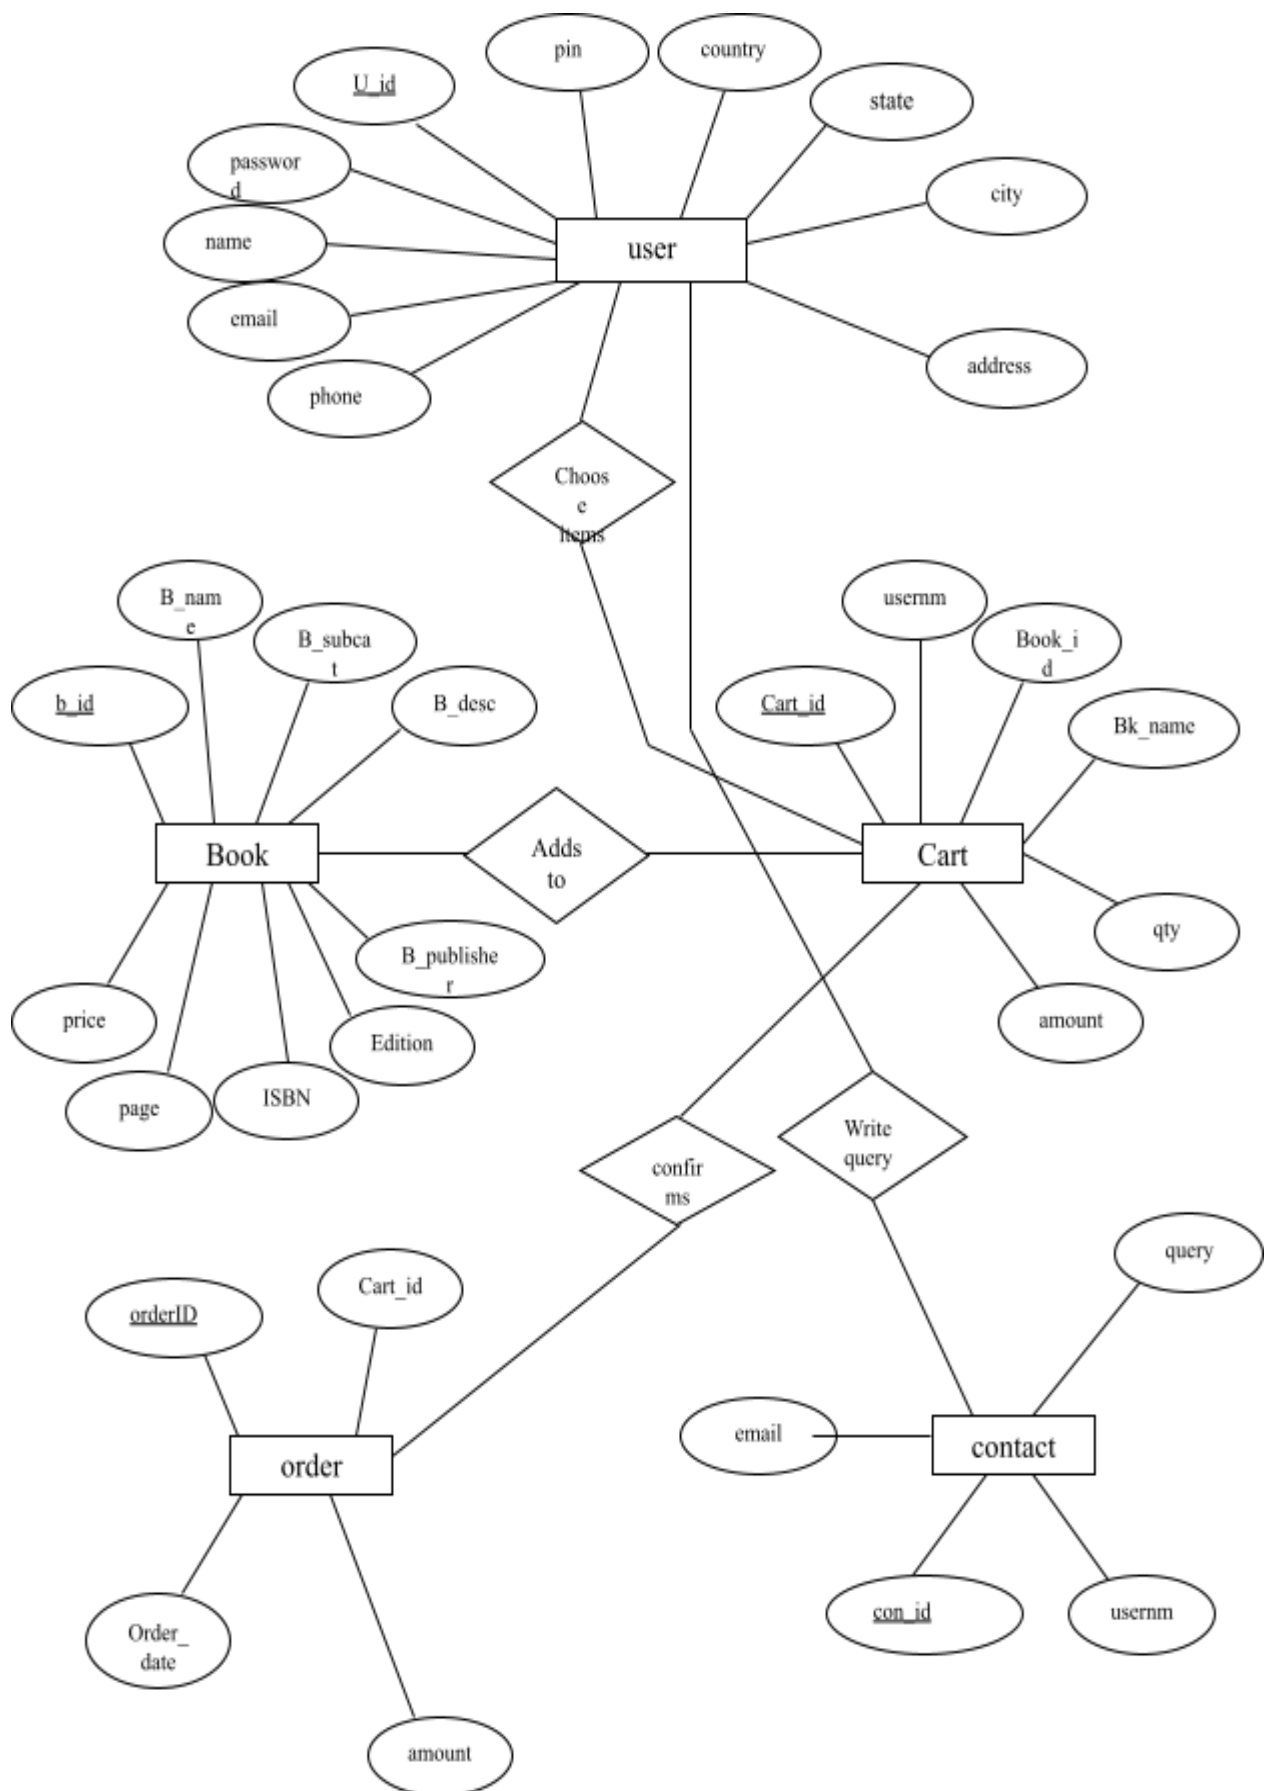 pin
country
U_id
state
passwor
d
city
name
user
email
address
phone
Choos
e
items
B_nam
e
usernm
B_subca
t
Book_i
d
b_id
B_desc
Cart_id
Bk_name
Book
Adds
to
Cart
qty
B_publishe
r
price
Edition
amount
page
ISBN
Write
query
confir
ms
query
Cart_id
orderID
email
contact
order
con_id
usernm
Order_
date
amount